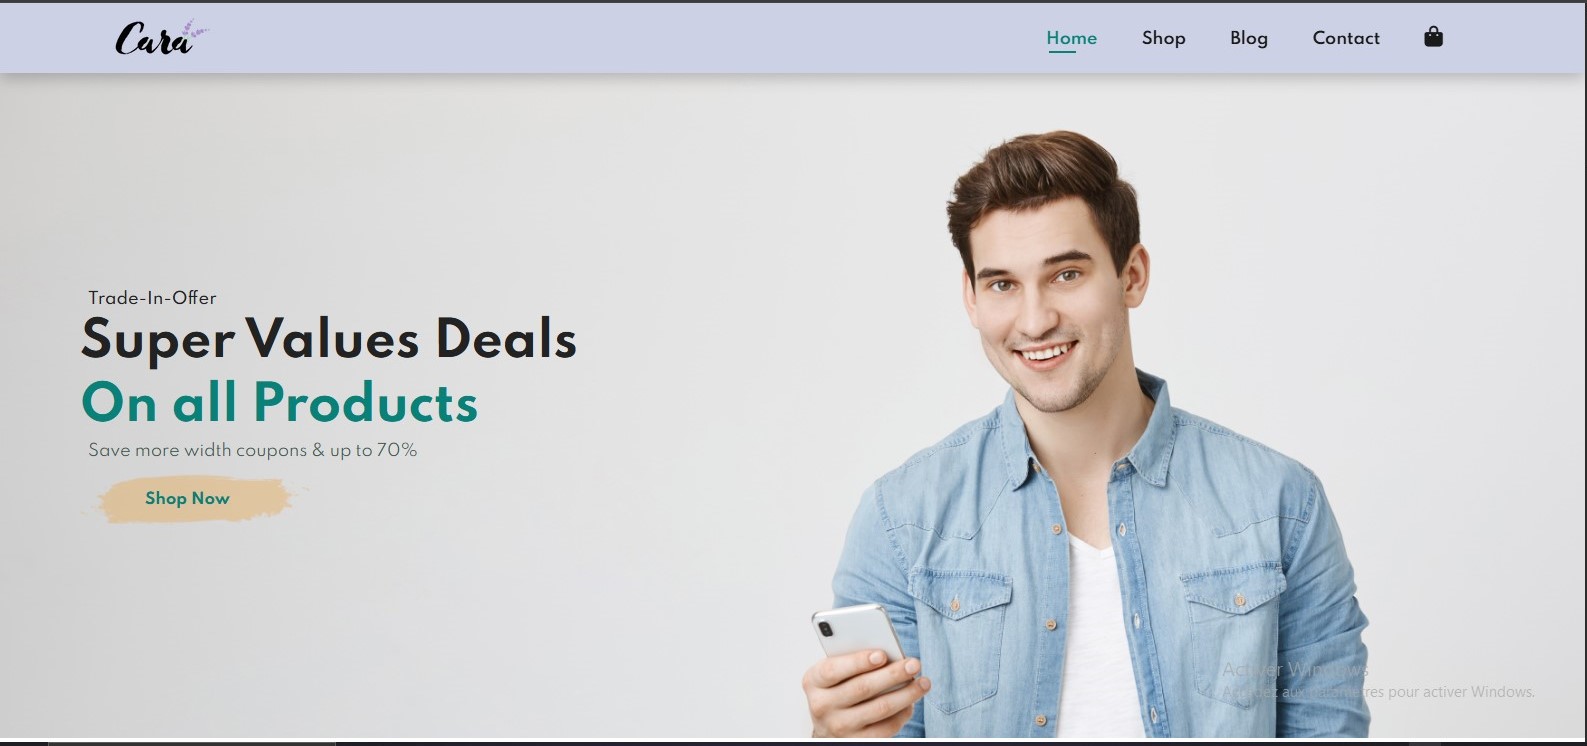 Cara
Home Shop Blog Contact
Trade-In-Offer
Super Values Deals
On all Products
Save more width coupons & up to 70%
Shop Now
Activer Windows
Accédez aux paramètres pour activer Windows.